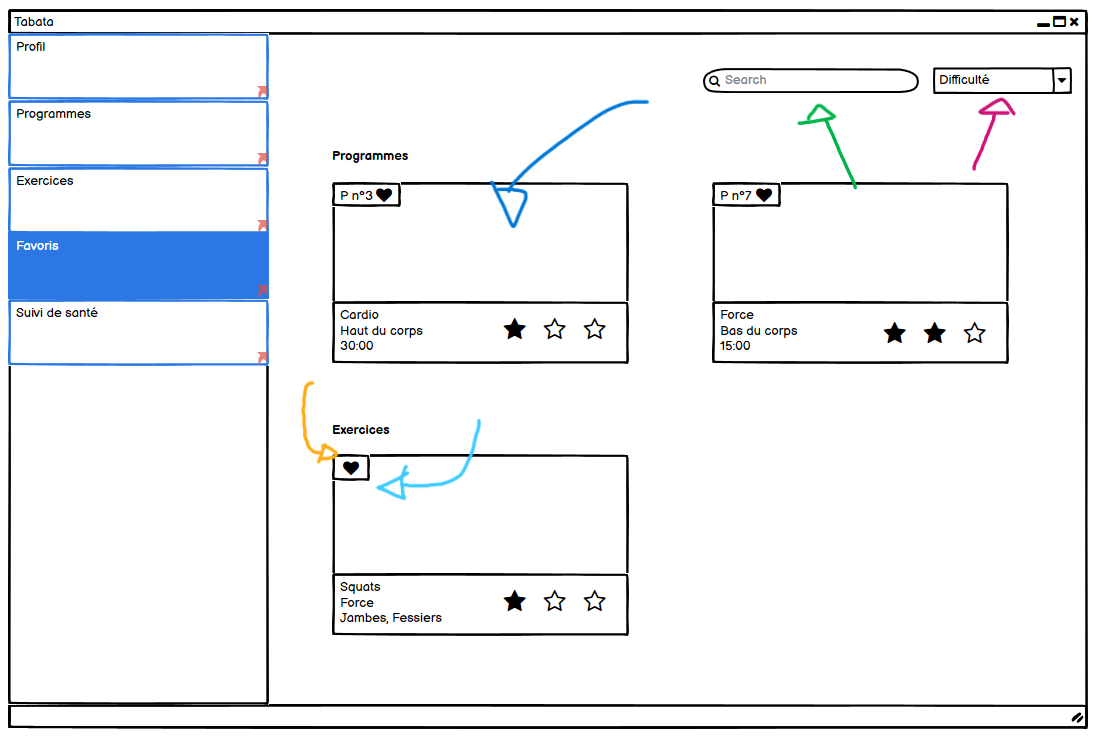 Tabata
Profil
Programmes
Exercices
Favoris
Suivi de santé
Search
Difficulté
Programmes
P n°3
Cardio
Haut du corps
30:00
P n°7
Force
Bas du corps
15:00
Exercices
Squats
Force
Jambes, Fessiers